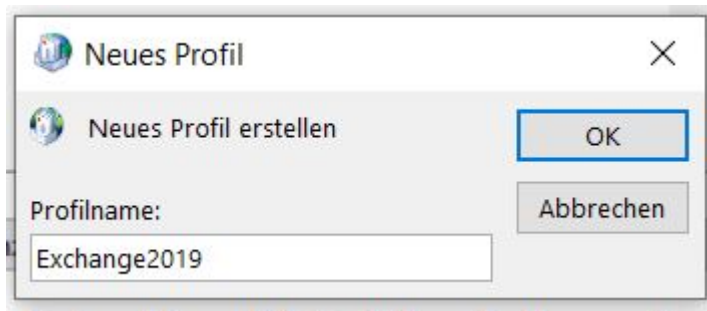 Neues Profil
Neues Profil erstellen
OK
Profilname:
Abbrechen
Exchange2019